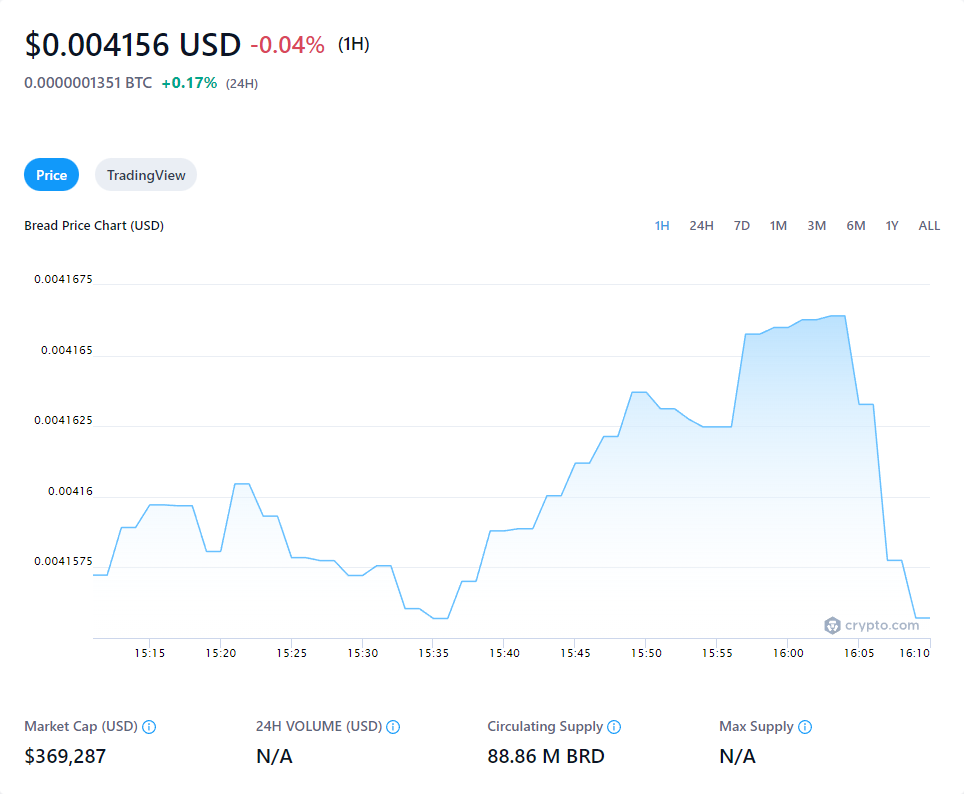 $0.004156 USD -0.04% (1H)
0.0000001351 BTC +0.17% (24H)
Price TradingView
Bread Price Chart (USD) 1H 24H 7D 1M 3M 6M 1Y ALL
0.0041675
0.004165
0.0041625
0.00416
0.0041575
crypto.com
15:15 15:20 15:25 15:30 15:35 15:40 15:45 15:50 15:55 16:00 16:05 16:10
Market Cap (USD) 24H VOLUME (USD) Circulating Supply Max Supply
$369,287 N/A 88.86 M BRD N/A